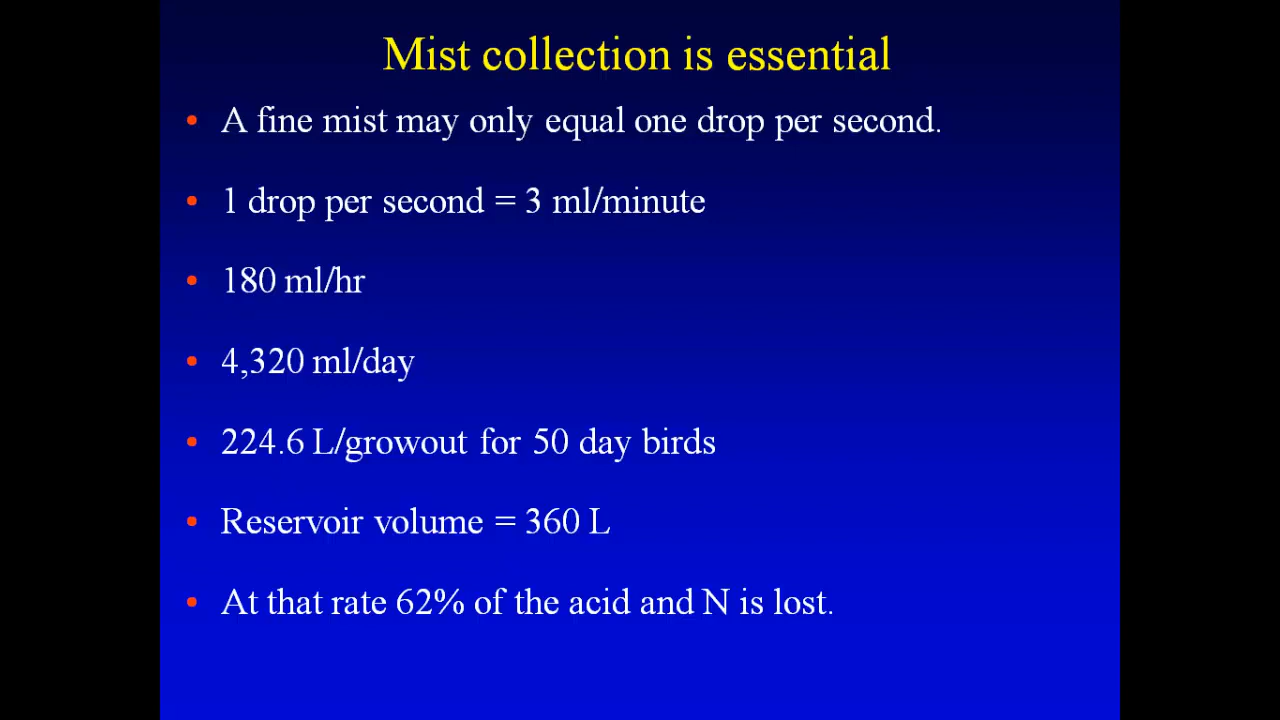 Mist collection is essential
• A fine mist may only equal one drop per second.
• 1 drop per second = 3 ml/minute
• 180 ml/hr
• 4,320 ml/day
• 224.6 L/growout for 50 day birds
• Reservoir volume = 360 L
• At that rate 62% of the acid and N is lost.